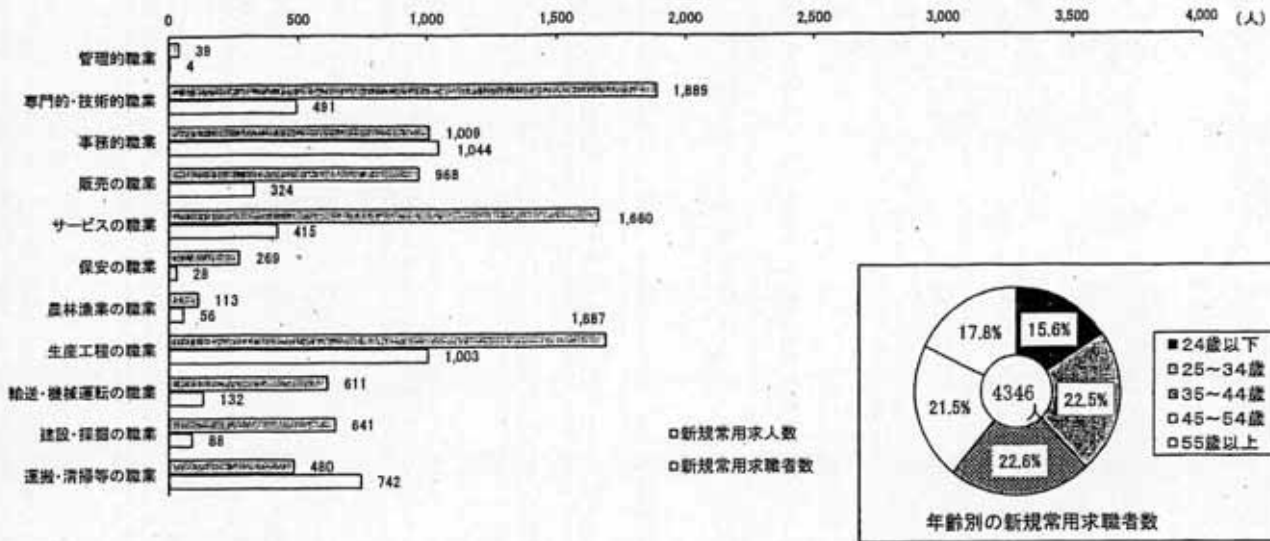 0 500 1,000 1,500 2,000 2,500 3,000 3,500 4,000 (人)
管理的職業 39 4
専門的・技術的職業 1,889 491
事務的職業 1,009 1,044
販売の職業 968 324
サービスの職業 1,660 415
保安の職業 269 28
農林漁業の職業 113 56
生産工程の職業 1,687 1,003
輸送・機械運転の職業 611 132
建設・採掘の職業 641 88
運搬・清掃等の職業 480 742
□新規常用求人数
□新規常用求職者数
17.8% 15.6%
21.5% 4346人 22.5%
22.6%
■24歳以下
□25~34歳
□35~44歳
□45~54歳
□55歳以上
年齢別の新規常用求職者数